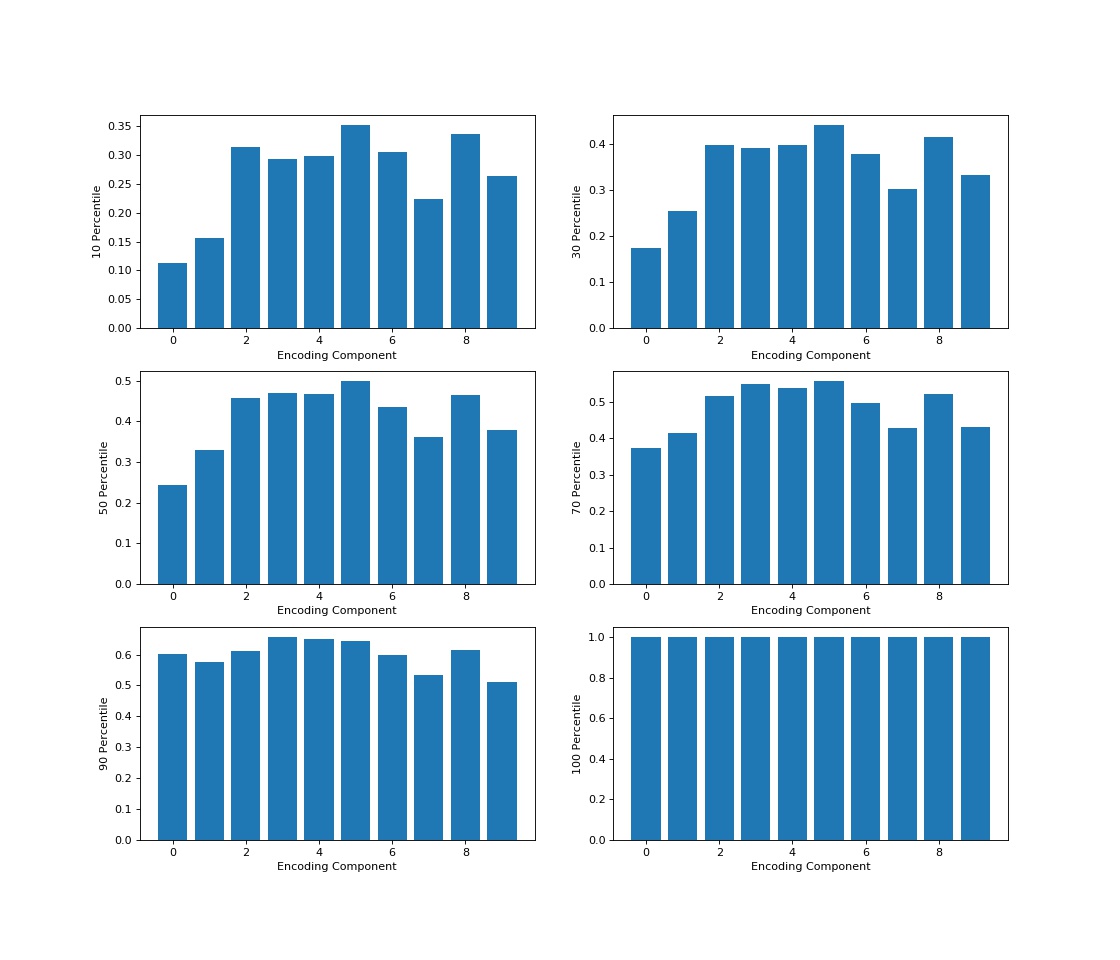 0.35
0.30
0.25
0.20
0.15
0.10
0.05
0.00
10 Percentile
0 2 4 6 8
Encoding Component
0.4
0.3
0.2
0.1
0.0
30 Percentile
0 2 4 6 8
Encoding Component
0.5
0.4
0.3
0.2
0.1
0.0
50 Percentile
0 2 4 6 8
Encoding Component
0.5
0.4
0.3
0.2
0.1
0.0
70 Percentile
0 2 4 6 8
Encoding Component
0.6
0.5
0.4
0.3
0.2
0.1
0.0
90 Percentile
0 2 4 6 8
Encoding Component
1.0
0.8
0.6
0.4
0.2
0.0
100 Percentile
0 2 4 6 8
Encoding Component